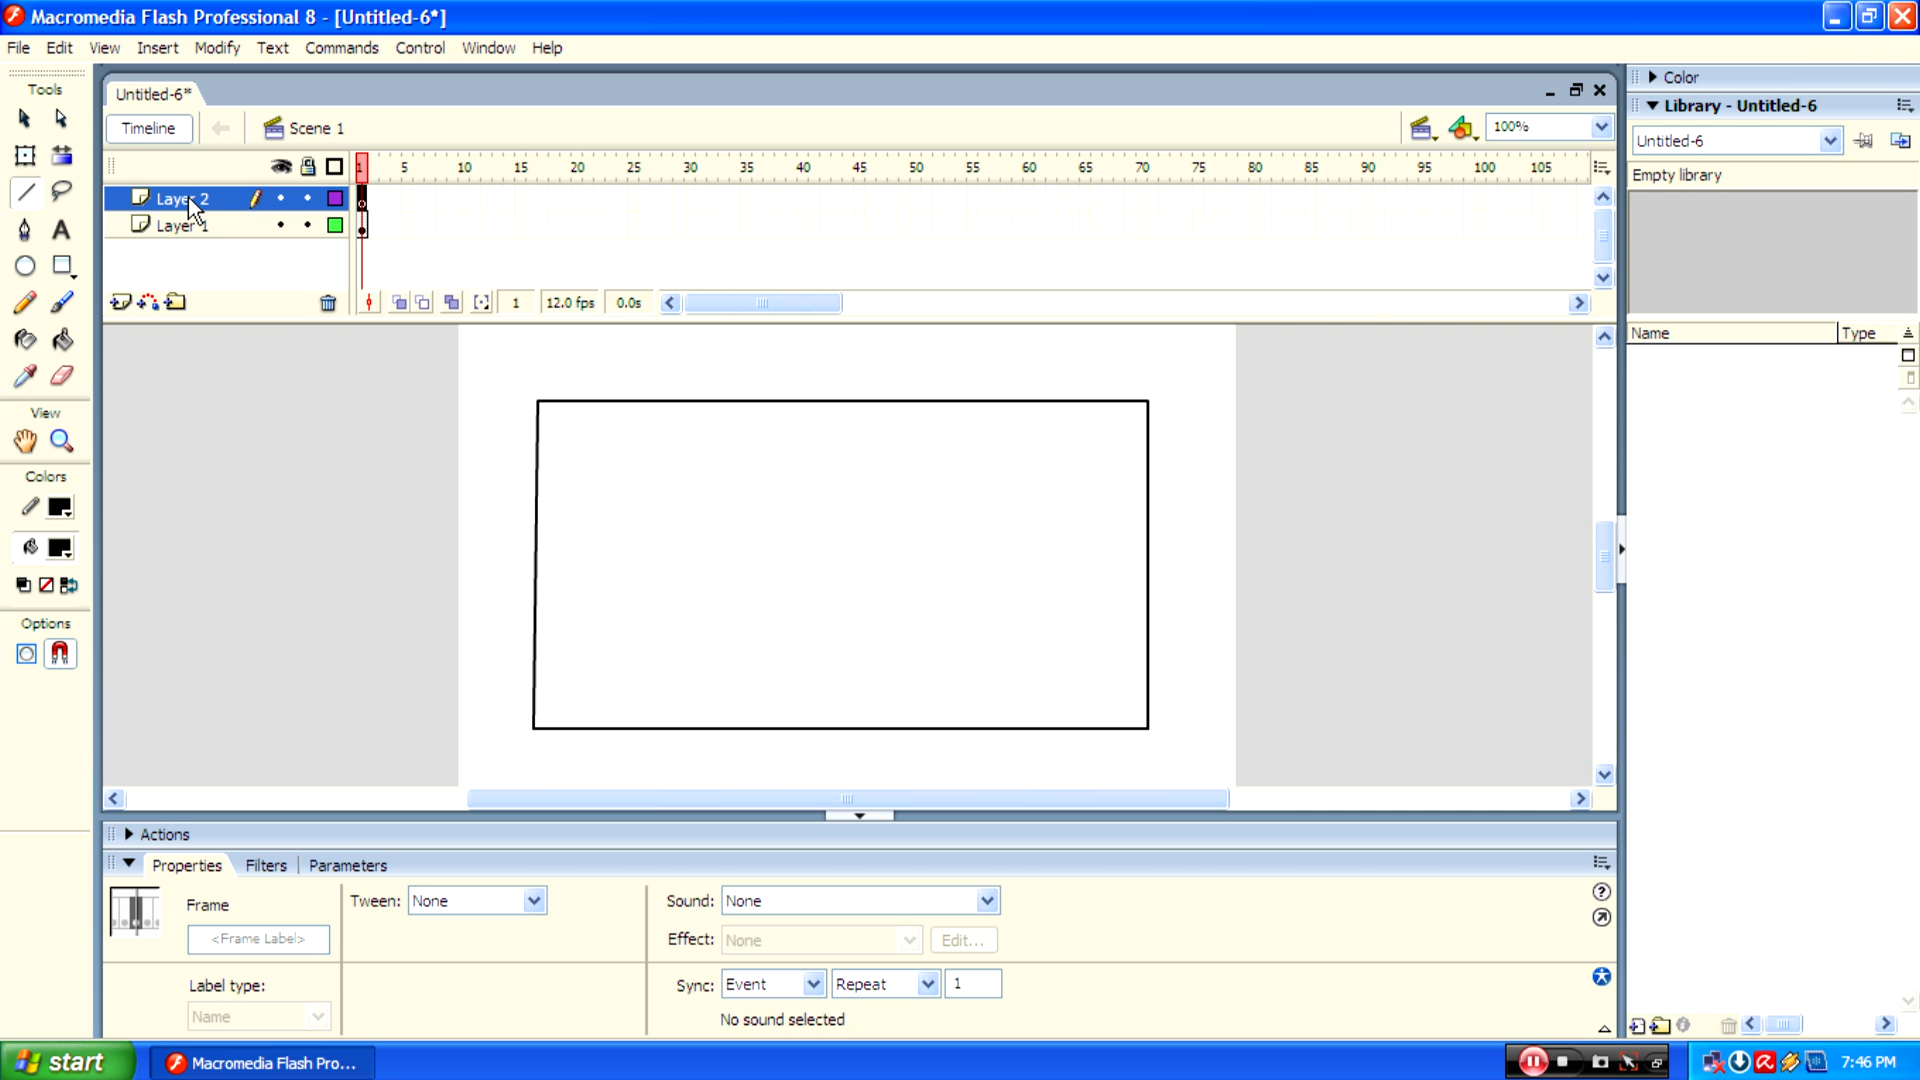 Macromedia Flash Professional 8 - [Untitled-6*]
File Edit View Insert Modify Text Commands Control Window Help
Tools
Untitled-6*
Timeline
Scene 1
100%
1 5 10 15 20 25 30 35 40 45 50 55 60 65 70 75 80 85 90 95 100 105
Layer 2
Layer 1
1 12.0 fps 0.0s
View
Colors
Options
Color
Library - Untitled-6
Untitled-6
Empty library
Name Type
Actions
Properties Filters Parameters
Frame
<Frame Label>
Label type:
Name
Tween: None
Sound: None
Effect: None Edit...
Sync: Event Repeat 1
No sound selected
start
Macromedia Flash Pro...
7:46 PM